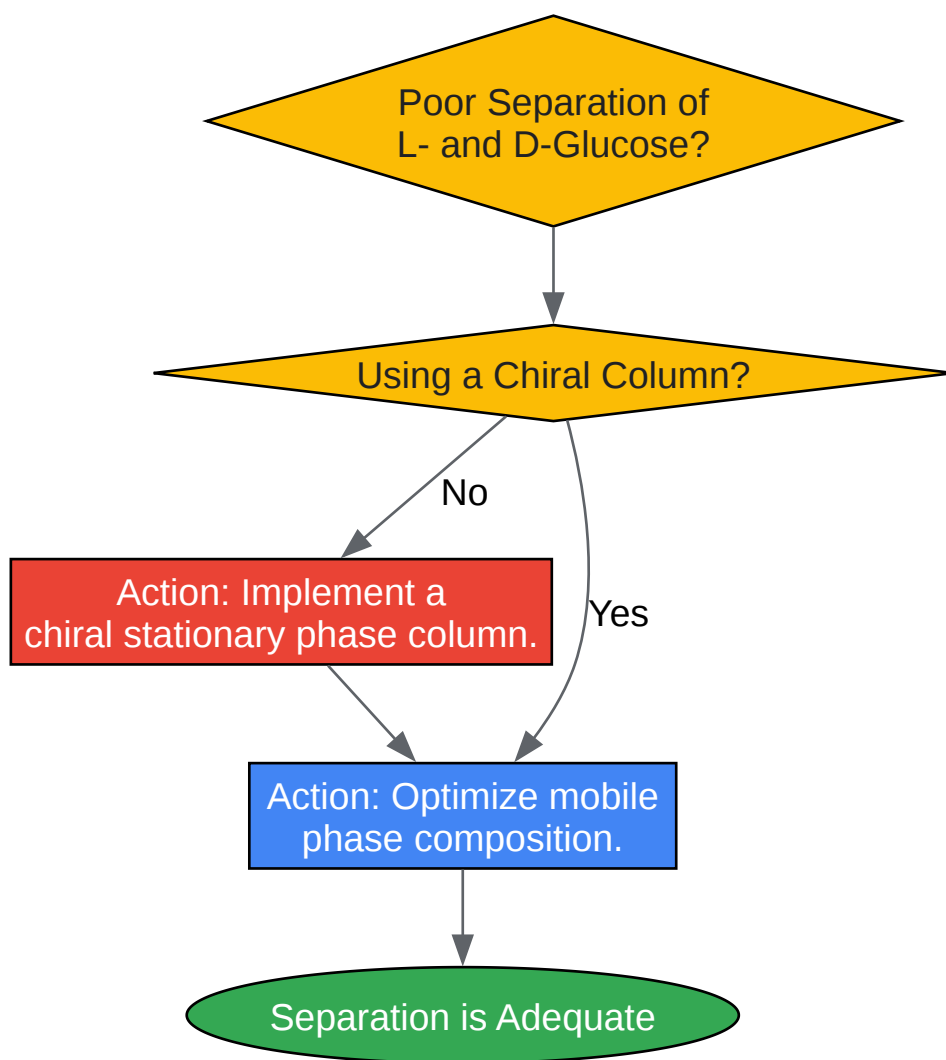 Poor Separation of
L- and D-Glucose?
Using a Chiral Column?
No
Action: Implement a
chiral stationary phase column.
Yes
Action: Optimize mobile
phase composition.
Separation is Adequate